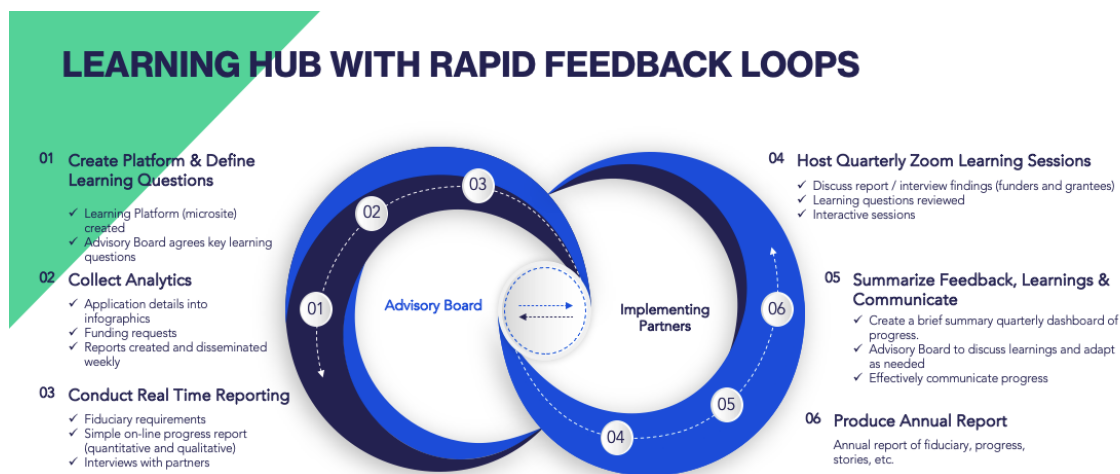 LEARNING HUB WITH RAPID FEEDBACK LOOPS
01 Create Platform & Define
Learning Questions
✓ Learning Platform (microsite)
created
✓ Advisory Board agrees key learning
questions
02 Collect Analytics
✓ Application details into
infographics
✓ Funding requests
✓ Reports created and disseminated
weekly
03 Conduct Real Time Reporting
✓ Fiduciary requirements
✓ Simple on-line progress report
(quantitative and qualitative)
✓ Interviews with partners
01
02
03
Advisory Board
Implementing
Partners
04
05
06
04 Host Quarterly Zoom Learning Sessions
✓ Discuss report / interview findings (funders and grantees)
✓ Learning questions reviewed
✓ Interactive sessions
05 Summarize Feedback, Learnings &
Communicate
✓ Create a brief summary quarterly dashboard of
progress.
✓ Advisory Board to discuss learnings and adapt
as needed
✓ Effectively communicate progress
06 Produce Annual Report
Annual report of fiduciary, progress,
stories, etc.